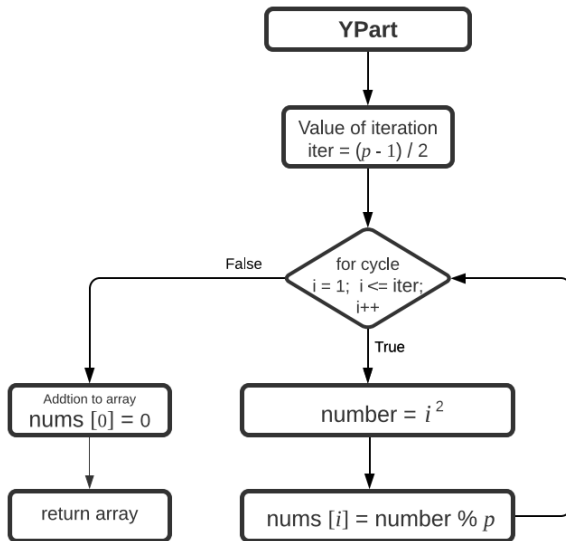 YPart
Value of iteration
iter = (p - 1) / 2
for cycle
i = 1; i <= iter;
i++
False
True
Addtion to array
nums [0] = 0
number = i²
return array
nums [i] = number % p